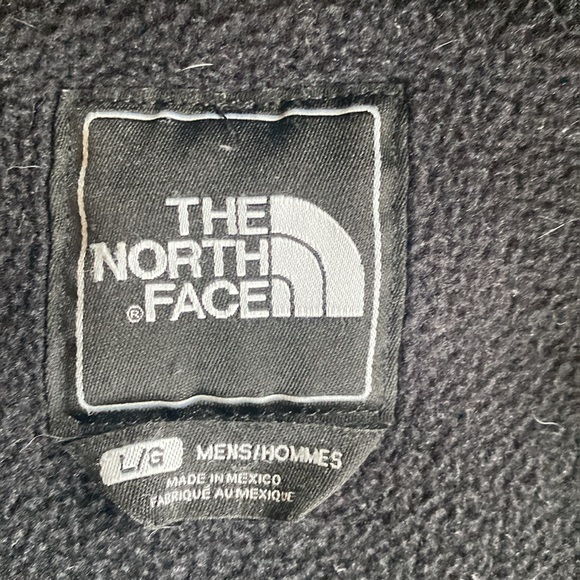 THE
NORTH
® FACE
L/G MENS/HOMMES
MADE IN MEXICO
FABRIQUE AU MEXIQUE